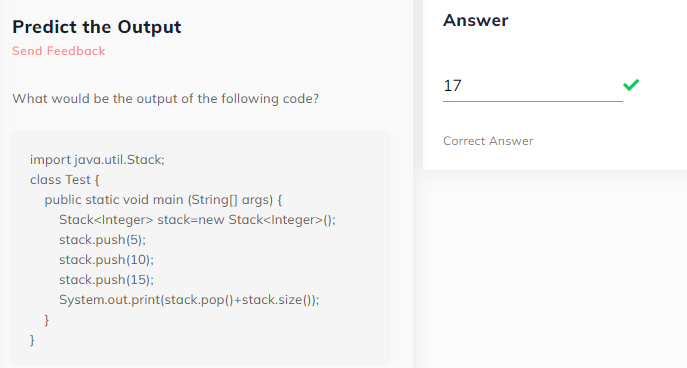 Predict the Output
Send Feedback
What would be the output of the following code?
import java.util.Stack;
class Test {
public static void main (String[] args) {
Stack<Integer> stack=new Stack<Integer>();
stack.push(5);
stack.push(10);
stack.push(15);
System.out.print(stack.pop()+stack.size());
}
}
Answer
17
Correct Answer